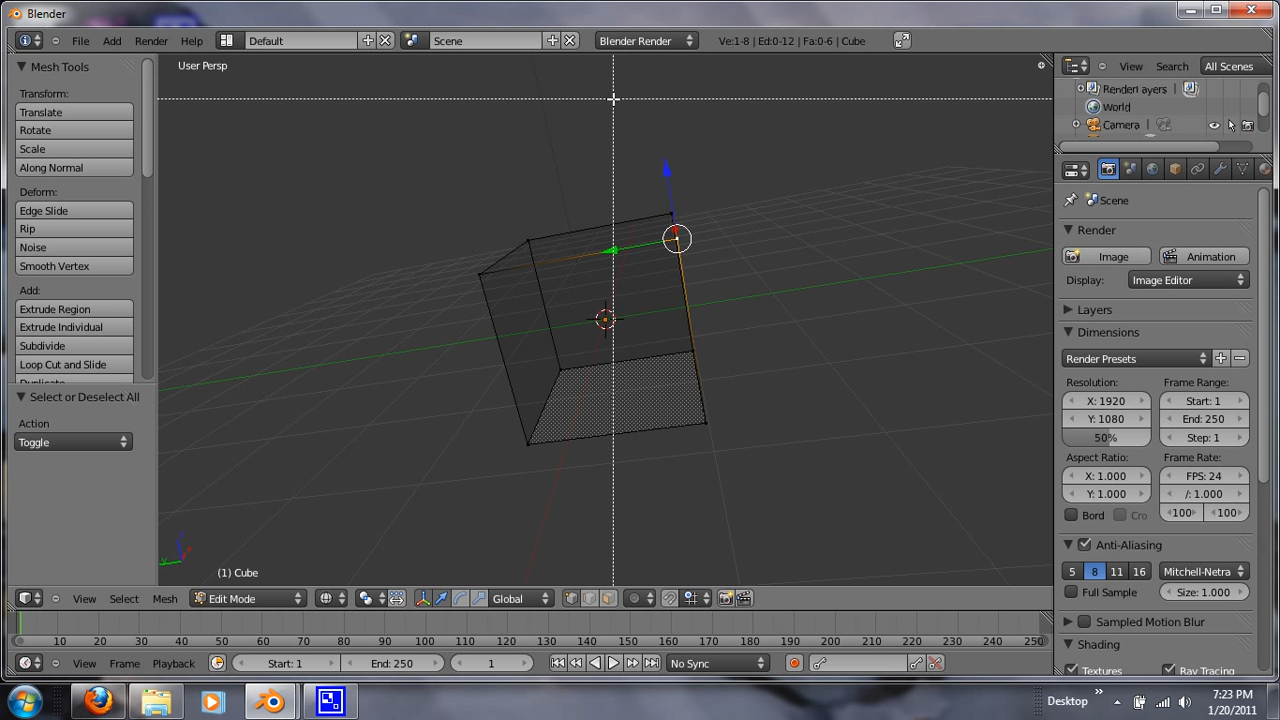 Blender
File Add Render Help Default Scene Blender Render Ve:1-8 | Ed:0-12 | Fa:0-6 | Cube
Mesh Tools
Transform:
Translate
Rotate
Scale
Along Normal
Deform:
Edge Slide
Rip
Noise
Smooth Vertex
Add:
Extrude Region
Extrude Individual
Subdivide
Loop Cut and Slide
Duplicate
Select or Deselect All
Action
Toggle
User Persp
(1) Cube
View Select Mesh Edit Mode Global
View Search All Scenes
RenderLayers
World
Camera
Scene
Render
Image Animation
Display: Image Editor
Layers
Dimensions
Render Presets
Resolution: Frame Range:
X: 1920 Start: 1
Y: 1080 End: 250
50% Step: 1
Aspect Ratio: Frame Rate:
X: 1.000 FPS: 24
Y: 1.000 /: 1.000
Bord Cro 100 100
Anti-Aliasing
5 8 11 16 Mitchell-Netra
Full Sample Size: 1.000
Sampled Motion Blur
Shading
Textures Ray Tracing
10 20 30 40 50 60 70 80 90 100 110 120 130 140 150 160 170 180 190 200 210 220 230 240 250
View Frame Playback Start: 1 End: 250 1 No Sync
Desktop »
7:23 PM
1/20/2011